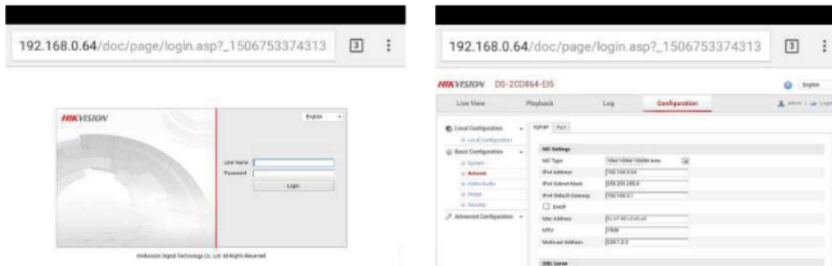 192.168.0.64/doc/page/login.asp?_1506753374313 3
HIKVISION
English
User Name
Password
Login
Hikvision Digital Technology Co., Ltd. All Rights Reserved.
192.168.0.64/doc/page/login.asp?_1506753374313 3
HIKVISION DS-2CD864-EI5 English
Live View Playback Log Configuration admin
Local Configuration
Local Configuration
Basic Configuration
System
Network
Video/Audio
Image
Security
Advanced Configuration
TCP/IP Port
NIC Settings
NIC Type
IPv4 Address 192.168.0.64
IPv4 Subnet Mask 255.255.255.0
IPv4 Default Gateway 192.168.0.1
DHCP
Mac Address
MTU 1500
Multicast Address
DNS Server